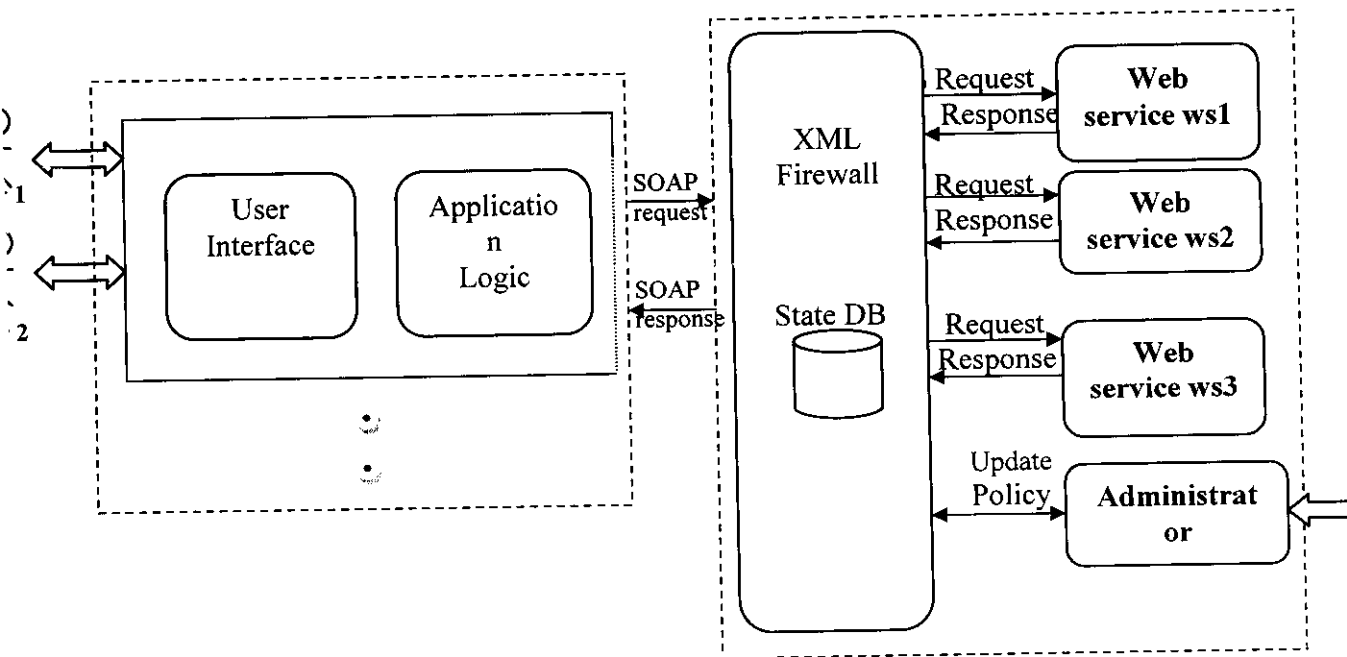 1
2
User
Interface
Applicatio
n
Logic
SOAP
request
SOAP
response
XML
Firewall
State DB
Request
Response
Web
service ws1
Request
Response
Web
service ws2
Request
Response
Web
service ws3
Update
Policy
Administrat
or